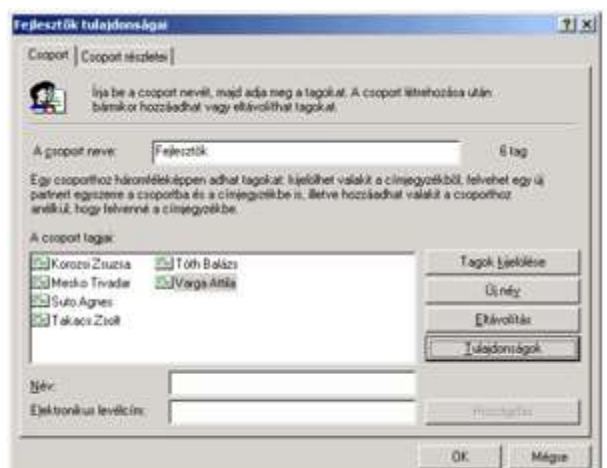 Fejlesztők tulajdonságai
Csoport Csoport részletei
Írja be a csoport nevét, majd adja meg a tagokat. A csoport létrehozása után
bármikor hozzáadhat vagy eltávolíthat tagokat.
A csoport neve: Fejlesztők 6 tag
Egy csoporthoz háromféleképpen adhat tagokat: kijelölhet valakit a címjegyzékből, felvehet egy új
partnert egyszerre a csoportba és a címjegyzékbe is, illetve hozzáadhat valakit a csoporthoz
anélkül, hogy felvenné a címjegyzékbe.
A csoport tagjai:
Korozsi Zsuzsa Tóth Balázs
Mesko Tivadar Varga Attila
Suto Agnes
Takacs Zsolt
Tagok kijelölése
Új név
Eltávolítás
Tulajdonságok
Név:
Elektronikus levélcím:
Hozzáadás
OK Mégse